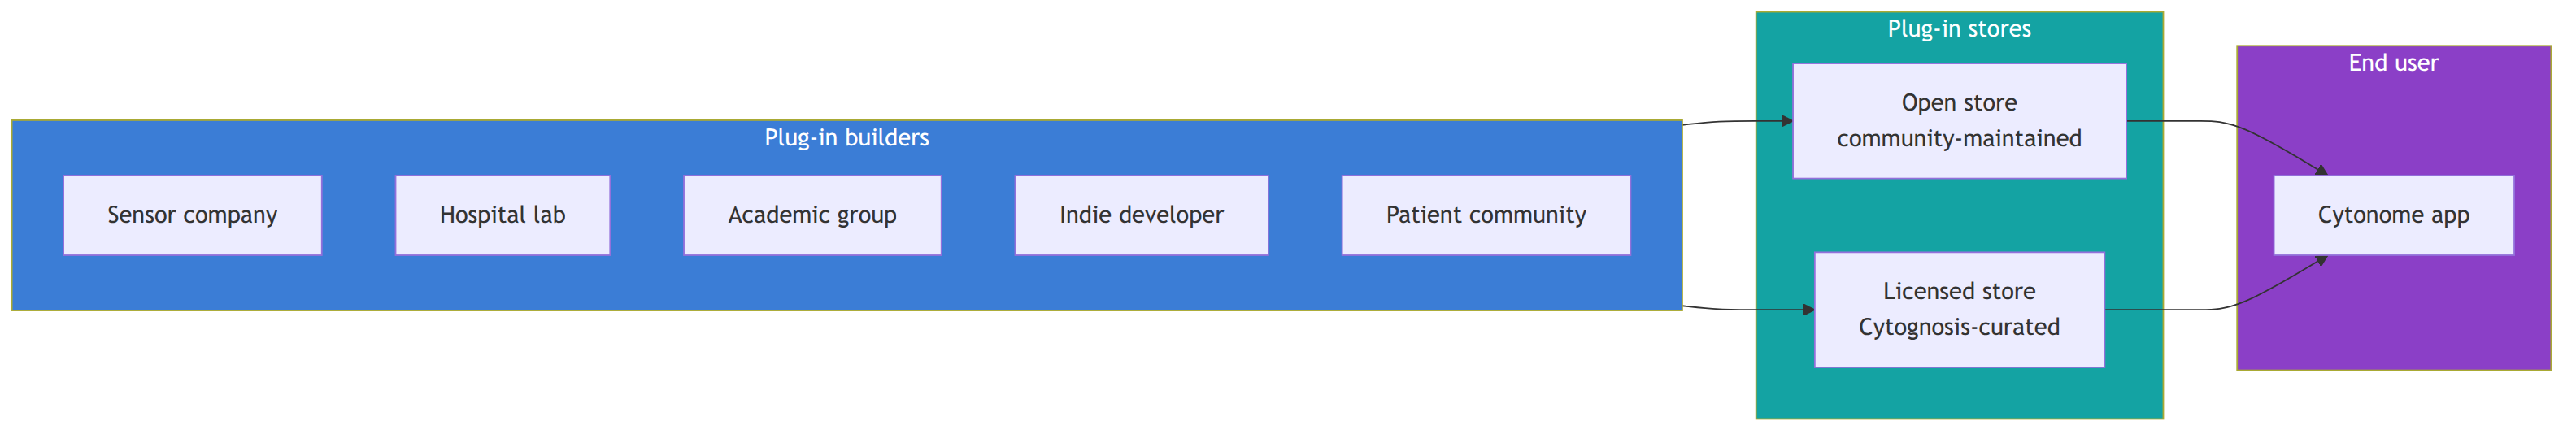 Plug-in builders
Sensor company
Hospital lab
Academic group
Indie developer
Patient community
Plug-in stores
Open store
community-maintained
Licensed store
Cytognosis-curated
End user
Cytonome app